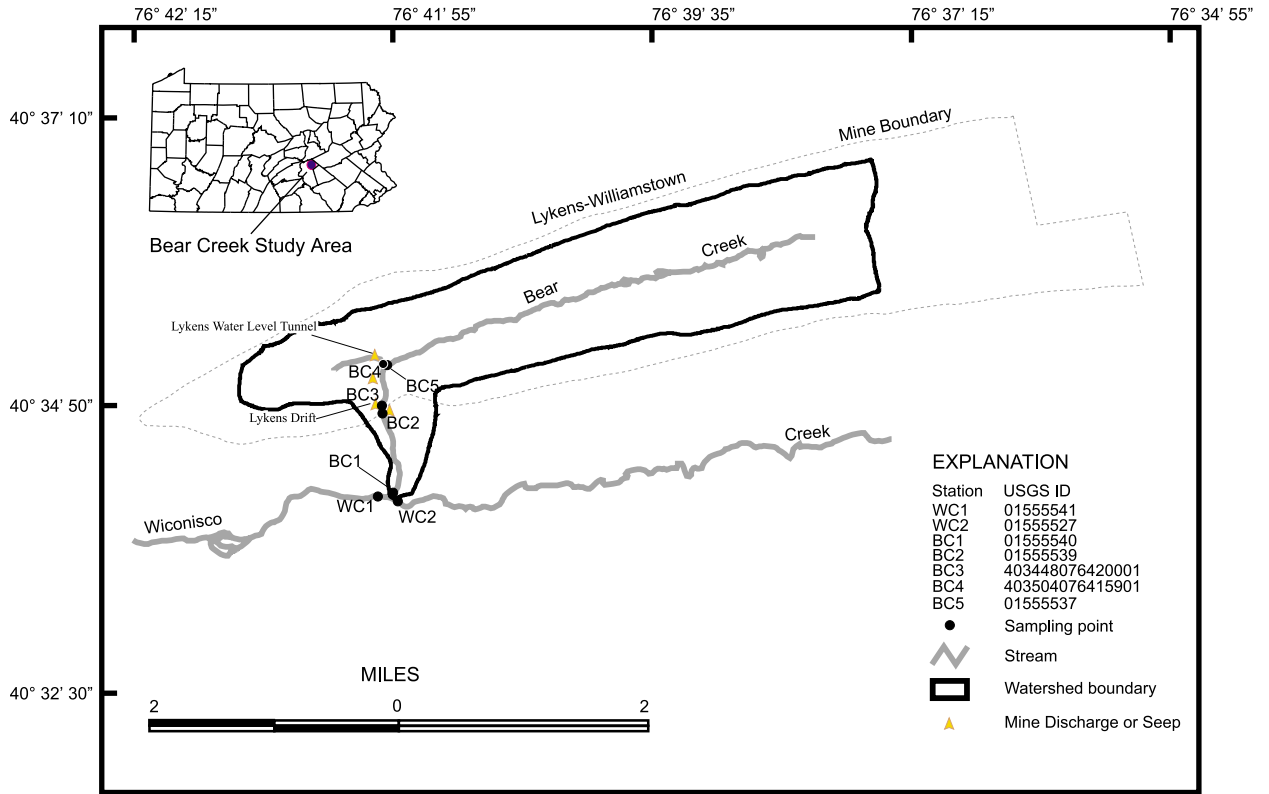 76° 42’ 15”
76° 41’ 55”
76° 39’ 35”
76° 37’ 15”
76° 34’ 55”
40° 37’ 10”
Mine Boundary
Lykens-Williamstown
Bear Creek Study Area
Creek
Bear
Lykens Water Level Tunnel
BC4
BC5
BC3
40° 34’ 50”
Lykens Drift
BC2
Creek
BC1
WC1
WC2
Wiconisco
EXPLANATION
Station USGS ID
WC1 01555541
WC2 01555527
BC1 01555540
BC2 01555539
BC3 403448076420001
BC4 403504076415901
BC5 01555537
Sampling point
Stream
Watershed boundary
Mine Discharge or Seep
40° 32’ 30”
MILES
2 0 2